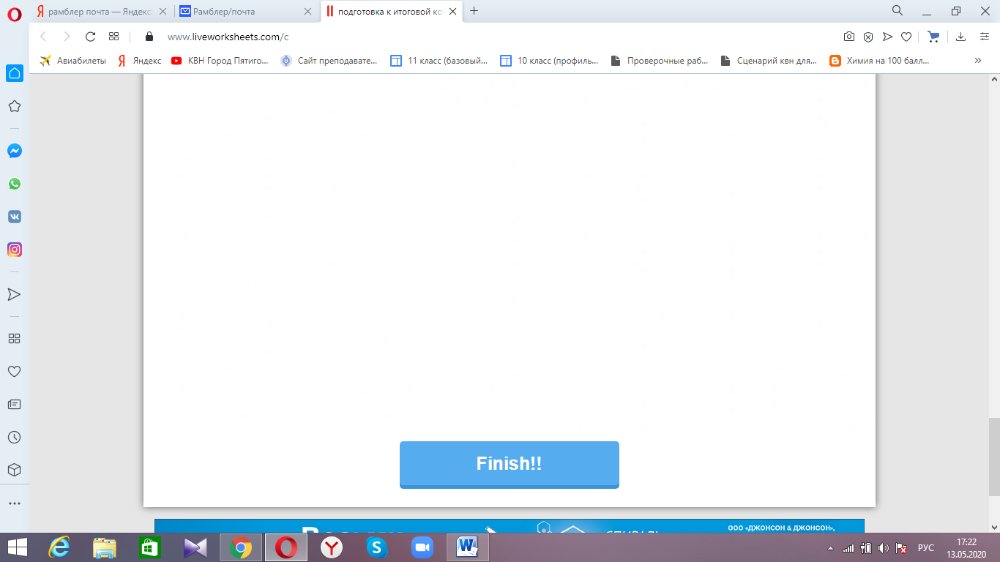 рамблер почта — Яндекс
Рамблер/почта
подготовка к итоговой ко
www.liveworksheets.com/c
Авиабилеты
Яндекс
КВН Город Пятиго...
Сайт преподавате...
11 класс (базовый...
10 класс (профиль...
Проверочные раб...
Сценарий квн для...
Химия на 100 балл...
Finish!!
ООО «ДЖОНСОН & ДЖОНСОН»,
РУС
17:22
13.05.2020